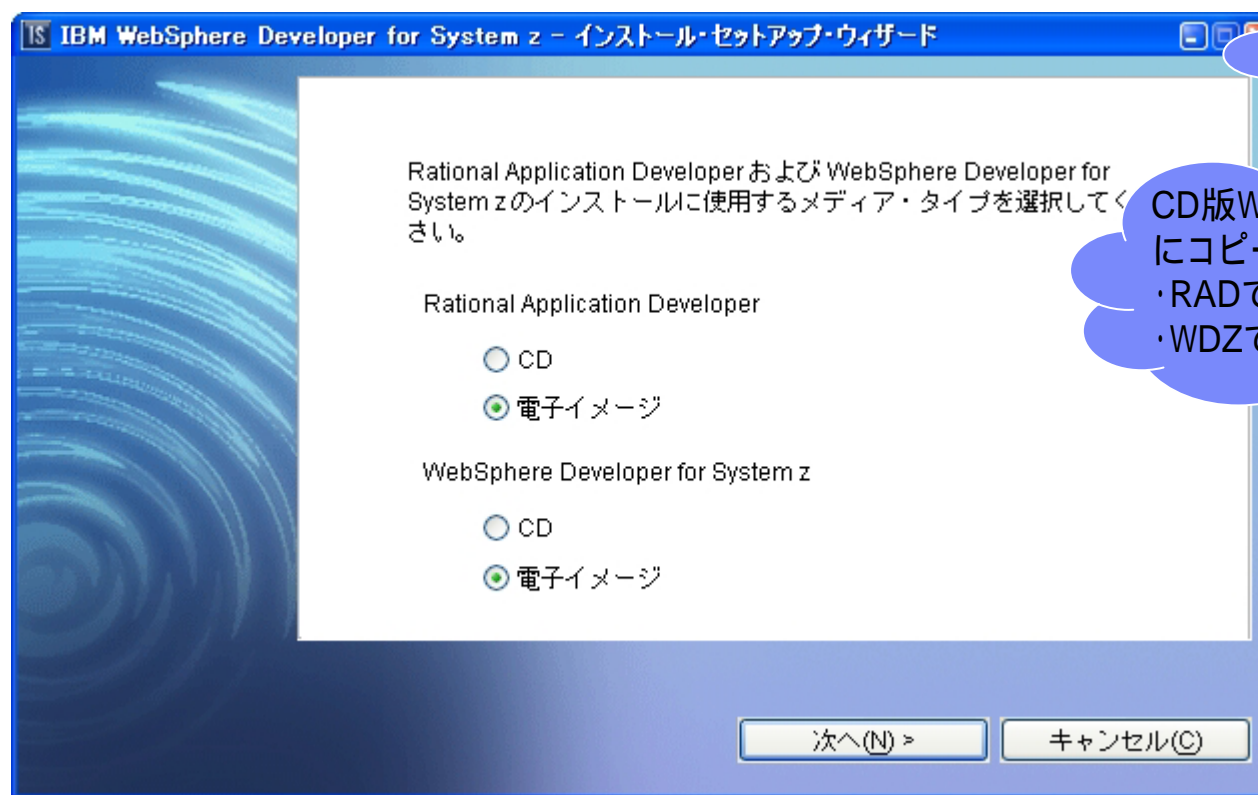 IBM WebSphere Developer for System z - インストール・セットアップ・ウィザード
Rational Application Developer および WebSphere Developer for
System z のインストールに使用するメディア・タイプを選択してく
さい。
CD版W
にコピー
・RADて
・WDZて
Rational Application Developer
CD
電子イメージ
WebSphere Developer for System z
CD
電子イメージ
次へ(N) >
キャンセル(C)